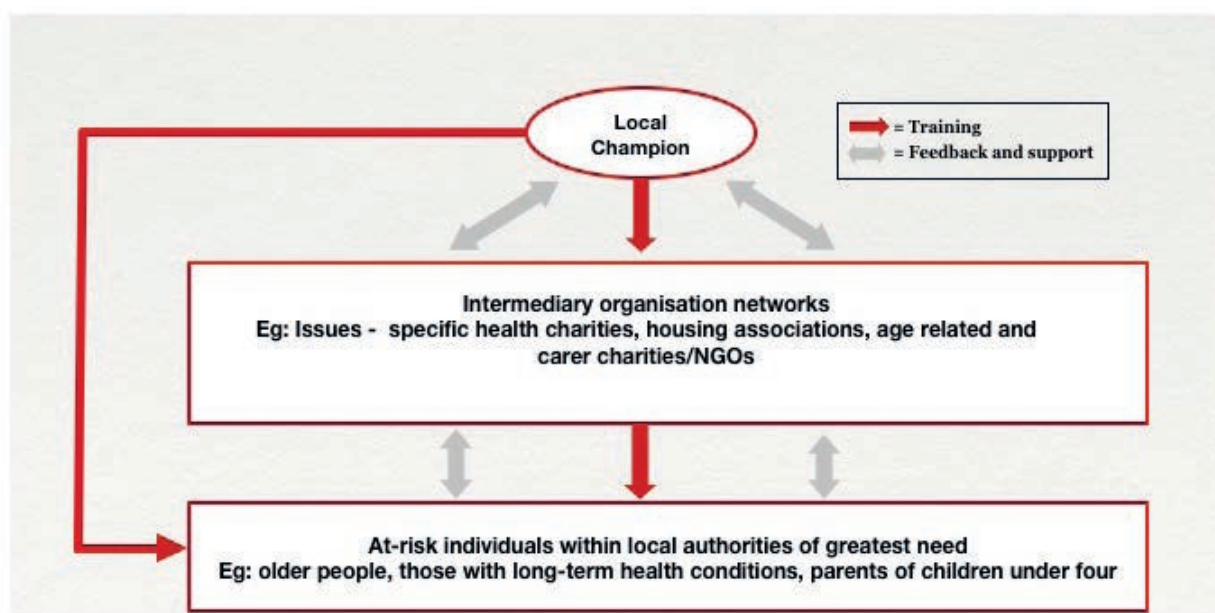 Local
Champion
= Training
= Feedback and support
Intermediary organisation networks
Eg: Issues -  specific health charities, housing associations, age related and
carer charities/NGOs
At-risk individuals within local authorities of greatest need
Eg: older people, those with long-term health conditions, parents of children under four